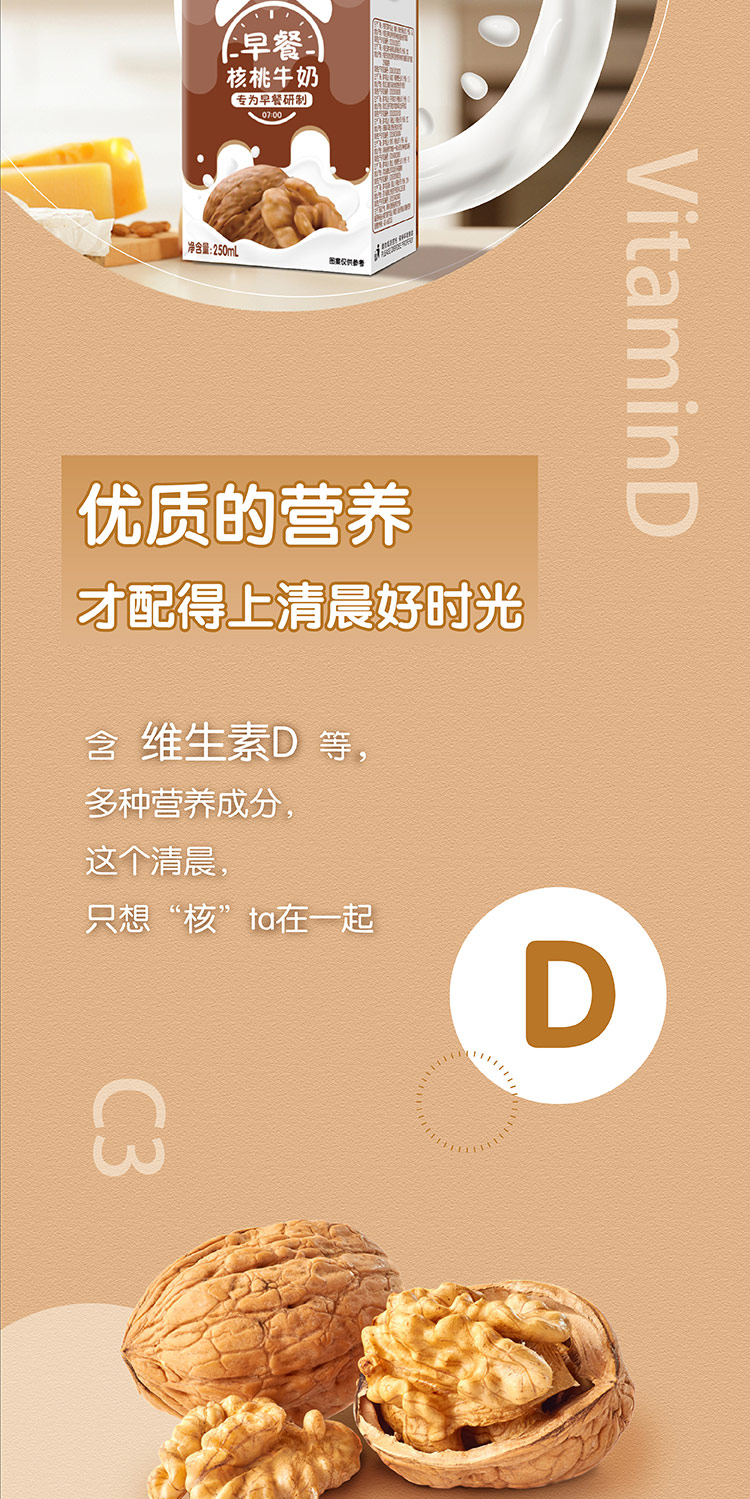 早餐
核桃牛奶
专为早餐研制
07:00
净含量:250mL
图案仅供参考
VitaminD
优质的营养
才配得上清晨好时光
含 维生素D 等，
多种营养成分，
这个清晨，
只想“核”ta在一起
D
C3